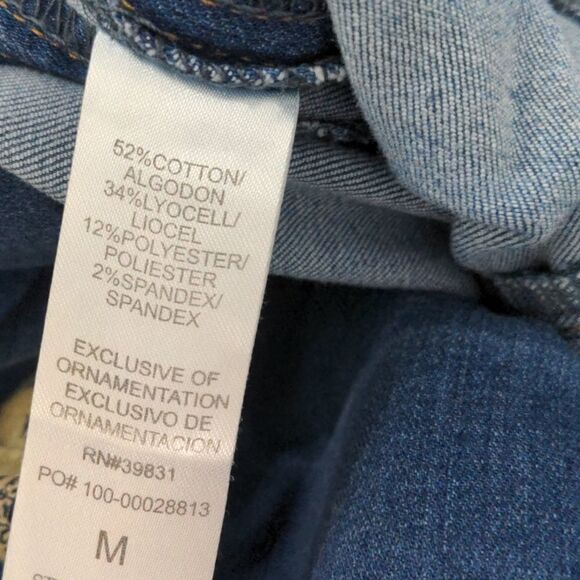 52%COTTON/
ALGODON
34%LYOCELL/
LIOCEL
12%POLYESTER/
POLIESTER
2%SPANDEX/
SPANDEX
EXCLUSIVE OF
ORNAMENTATION
EXCLUSIVO DE
ORNAMENTACION
RN#39831
PO# 100-00028813
M